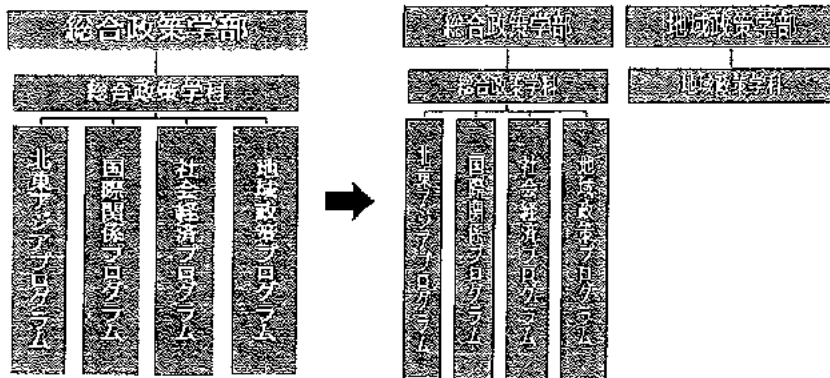 総合政策学部
総合政策学科
北東アジアプログラム
国際関係プログラム
社会経済プログラム
地域政策プログラム
総合政策学部
総合政策学科
北東アジアプログラム
国際関係プログラム
社会経済プログラム
地域政策プログラム
地域政策学部
地域政策学科